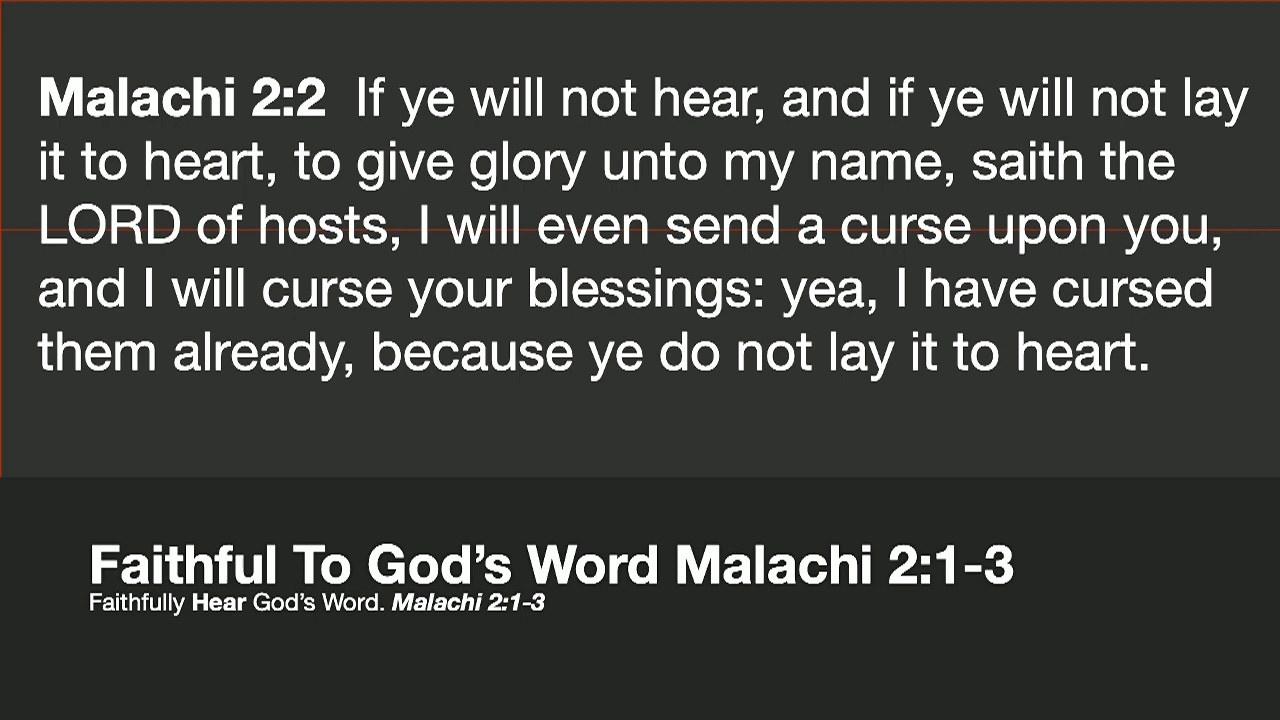 Malachi 2:2  If ye will not hear, and if ye will not lay
it to heart, to give glory unto my name, saith the
LORD of hosts, I will even send a curse upon you,
and I will curse your blessings: yea, I have cursed
them already, because ye do not lay it to heart.
Faithful To God’s Word Malachi 2:1-3
Faithfully Hear God’s Word. Malachi 2:1-3